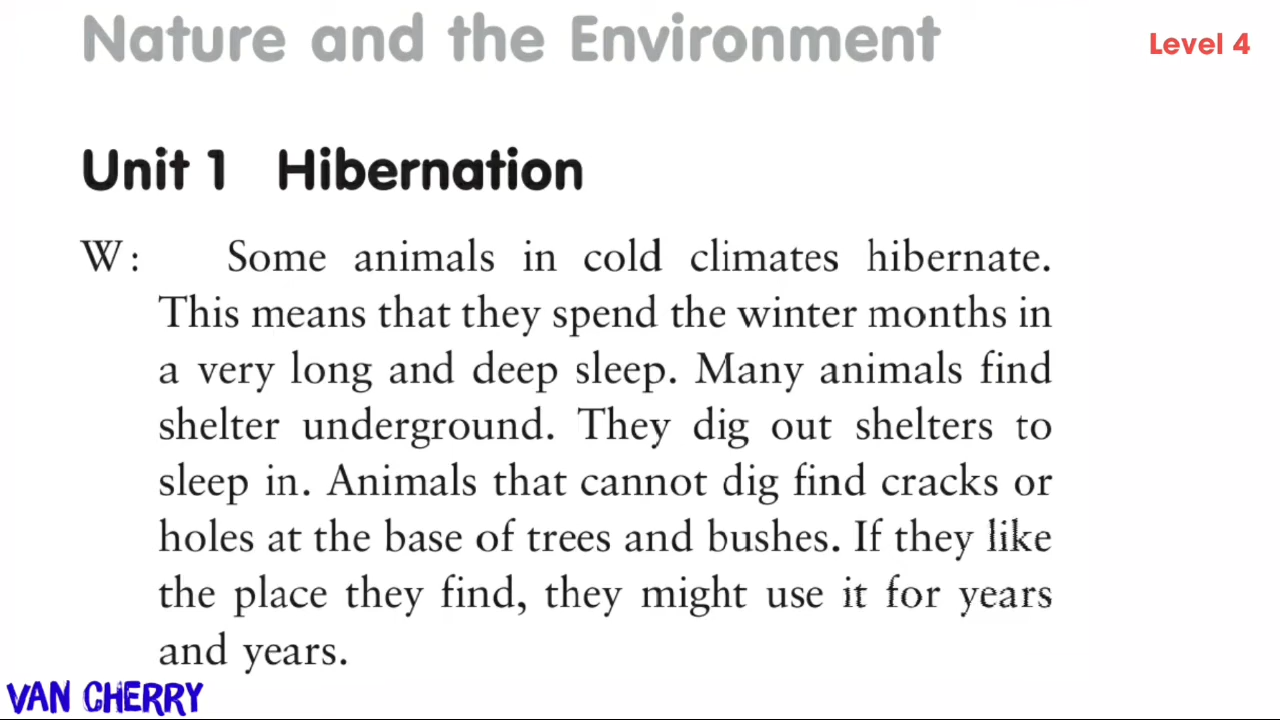 Nature and the Environment
Level 4
Unit 1 Hibernation
W: Some animals in cold climates hibernate.
This means that they spend the winter months in
a very long and deep sleep. Many animals find
shelter underground. They dig out shelters to
sleep in. Animals that cannot dig find cracks or
holes at the base of trees and bushes. If they like
the place they find, they might use it for years
and years.
VAN CHERRY